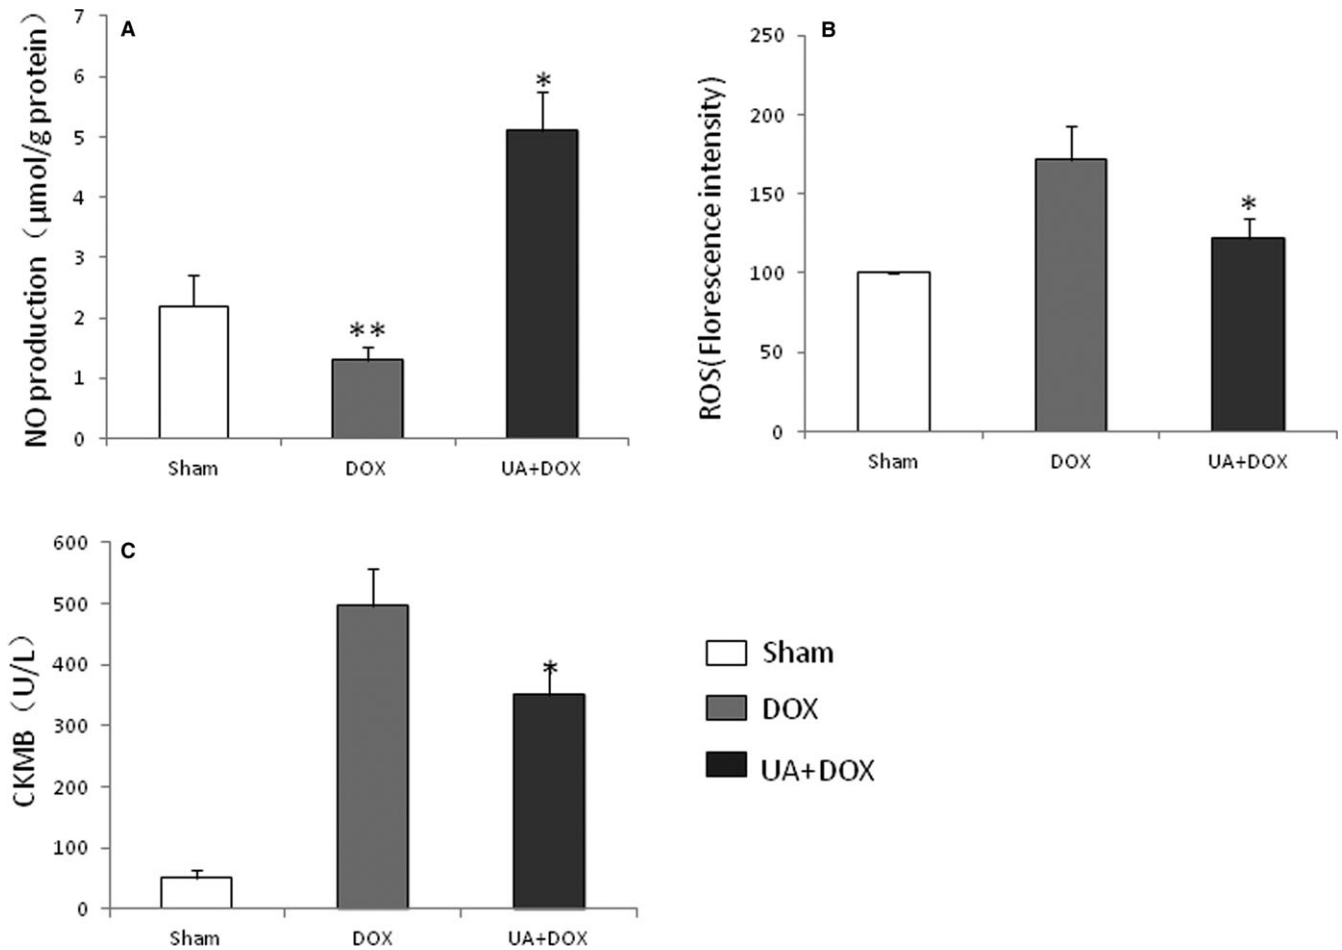 A
NO production（μmol/g protein）
7
6
5
4
3
2
1
0
*
**
Sham DOX UA+DOX
B
ROS(Florescence intensity)
250
200
150
100
50
0
*
Sham DOX UA+DOX
C
CKMB（U/L）
600
500
400
300
200
100
0
*
Sham DOX UA+DOX
Sham
DOX
UA+DOX